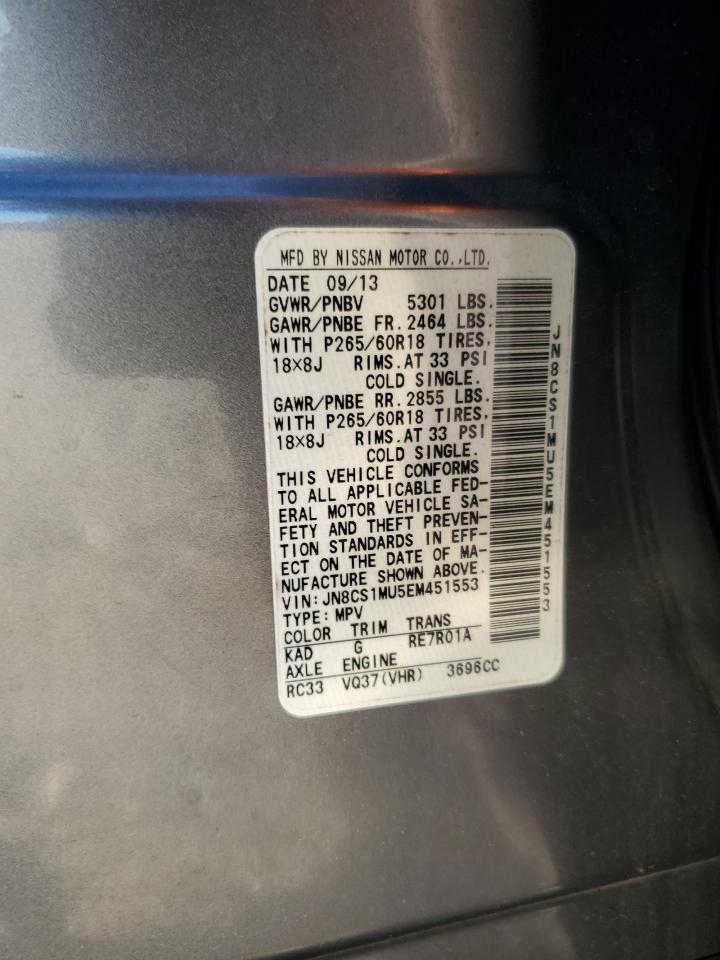 MFD BY NISSAN MOTOR CO.,LTD.
DATE 09/13
GVWR/PNBV 5301 LBS.
GAWR/PNBE FR. 2464 LBS.
WITH P265/60R18 TIRES,
18×8J RIMS.AT 33 PSI
COLD SINGLE.
GAWR/PNBE RR. 2855 LBS.
WITH P265/60R18 TIRES,
18×8J RIMS.AT 33 PSI
COLD SINGLE.
THIS VEHICLE CONFORMS
TO ALL APPLICABLE FED-
ERAL MOTOR VEHICLE SA-
FETY AND THEFT PREVEN-
TION STANDARDS IN EFF-
ECT ON THE DATE OF MA-
NUFACTURE SHOWN ABOVE.
VIN:JN8CS1MU5EM451553
TYPE:MPV
COLOR TRIM TRANS
KAD G RE7R01A
AXLE ENGINE
RC33 VQ37(VHR) 3696CC
JN8CS1MU5EM451553